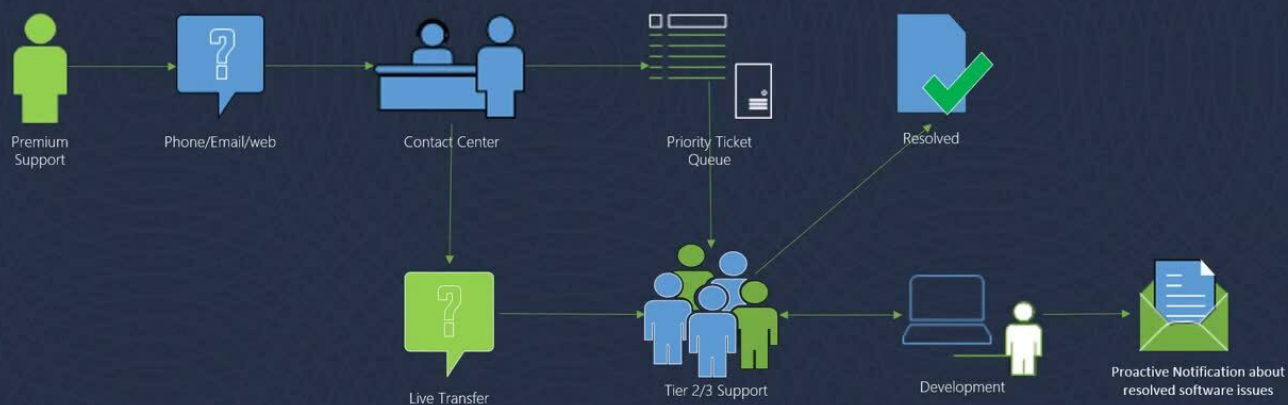 Premium
Support
Phone/Email/web
Contact Center
Priority Ticket
Queue
Resolved
?
?
Live Transfer
Tier 2/3 Support
Development
Proactive Notification about
resolved software issues